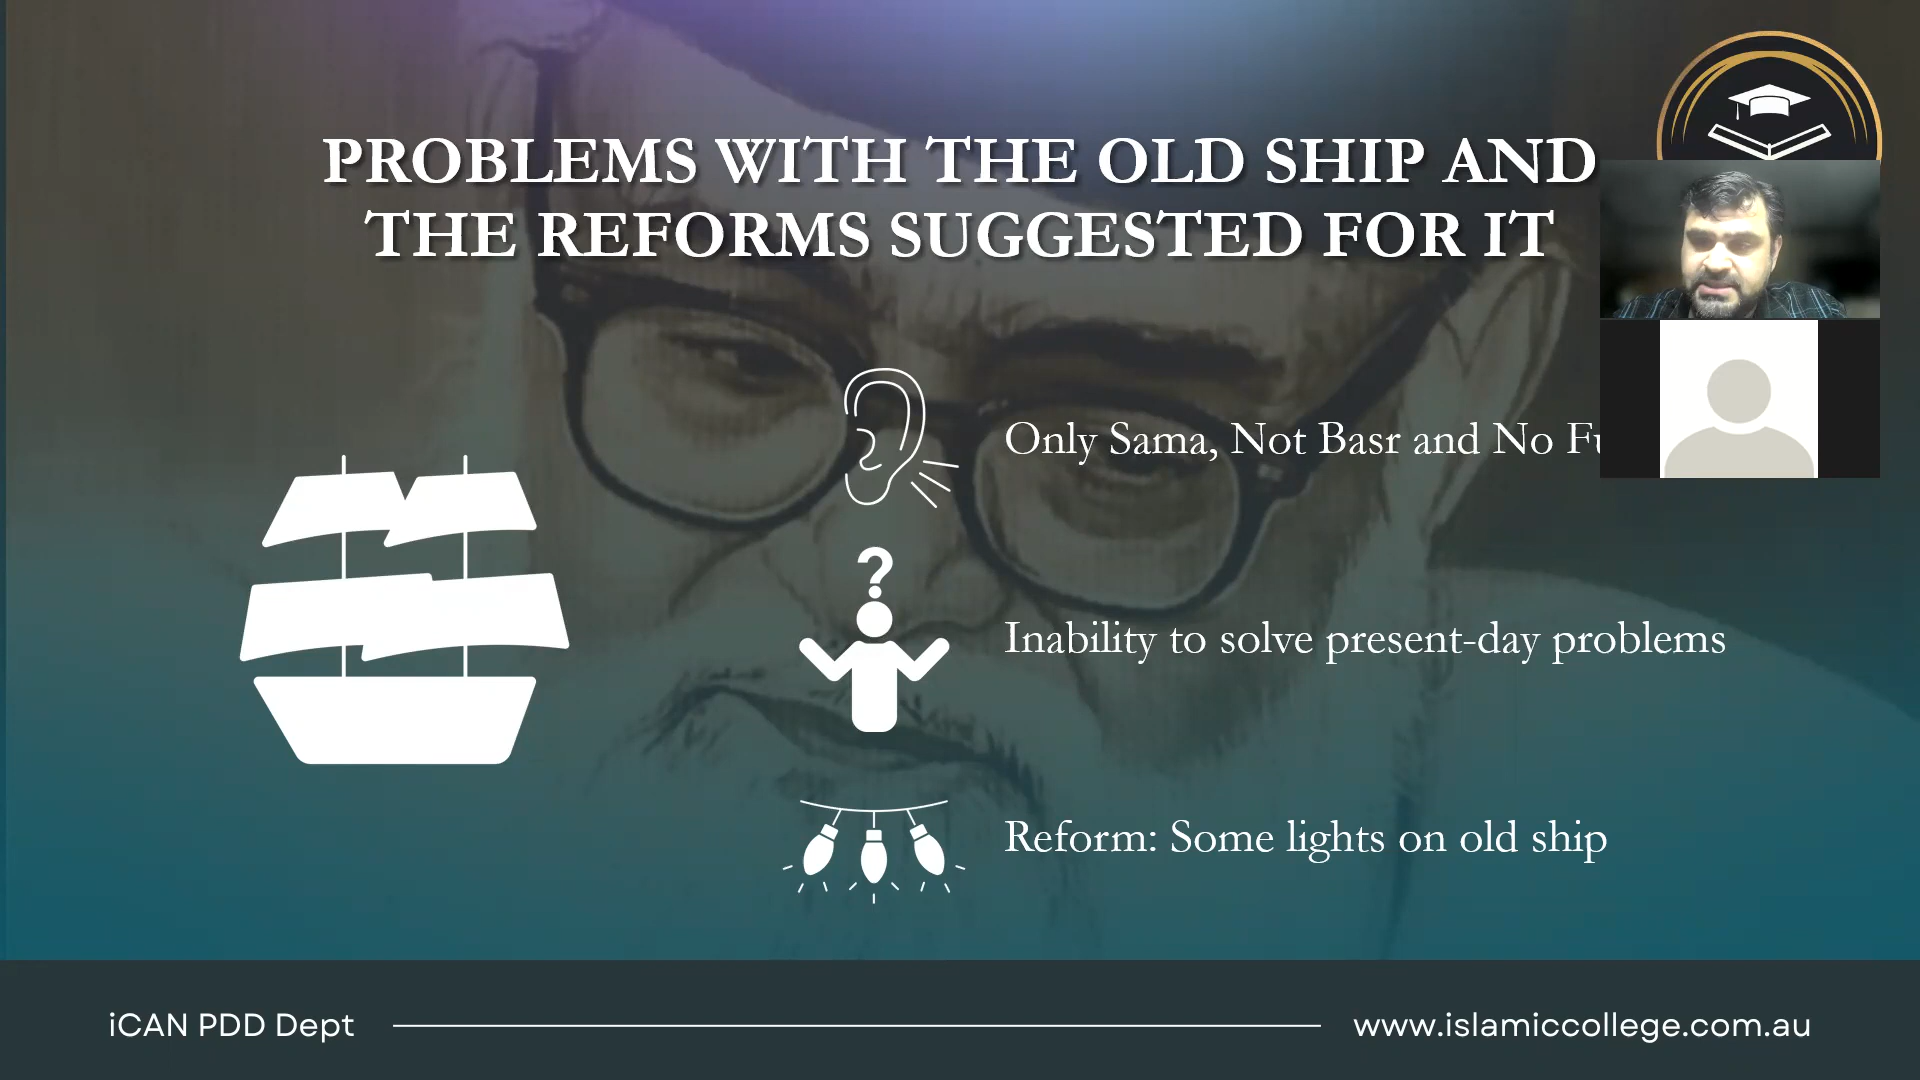 PROBLEMS WITH THE OLD SHIP AND
THE REFORMS SUGGESTED FOR IT
Only Sama, Not Basr and No
?
Inability to solve present-day problems
Reform: Some lights on old ship
iCAN PDD Dept
www.islamiccollege.com.au